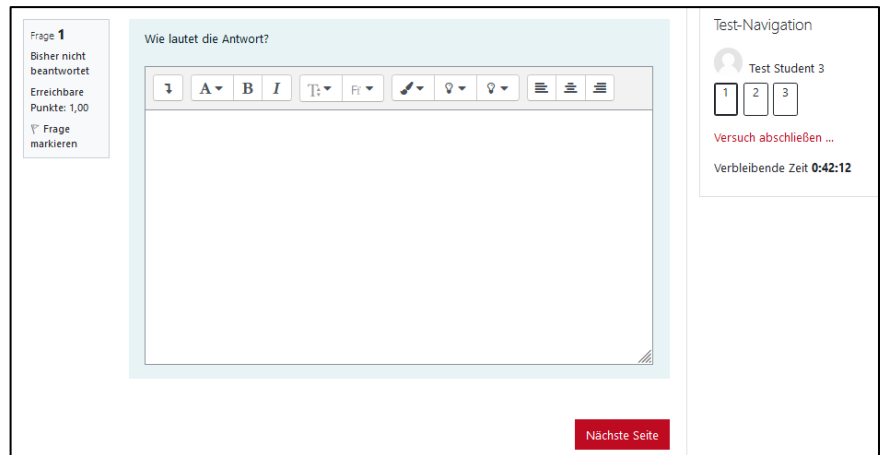 Frage 1
Bisher nicht
beantwortet
Erreichbare
Punkte: 1,00
Frage
markieren
Wie lautet die Antwort?
A B I T: Ff
Nächste Seite
Test-Navigation
Test Student 3
1 2 3
Versuch abschließen ...
Verbleibende Zeit 0:42:12